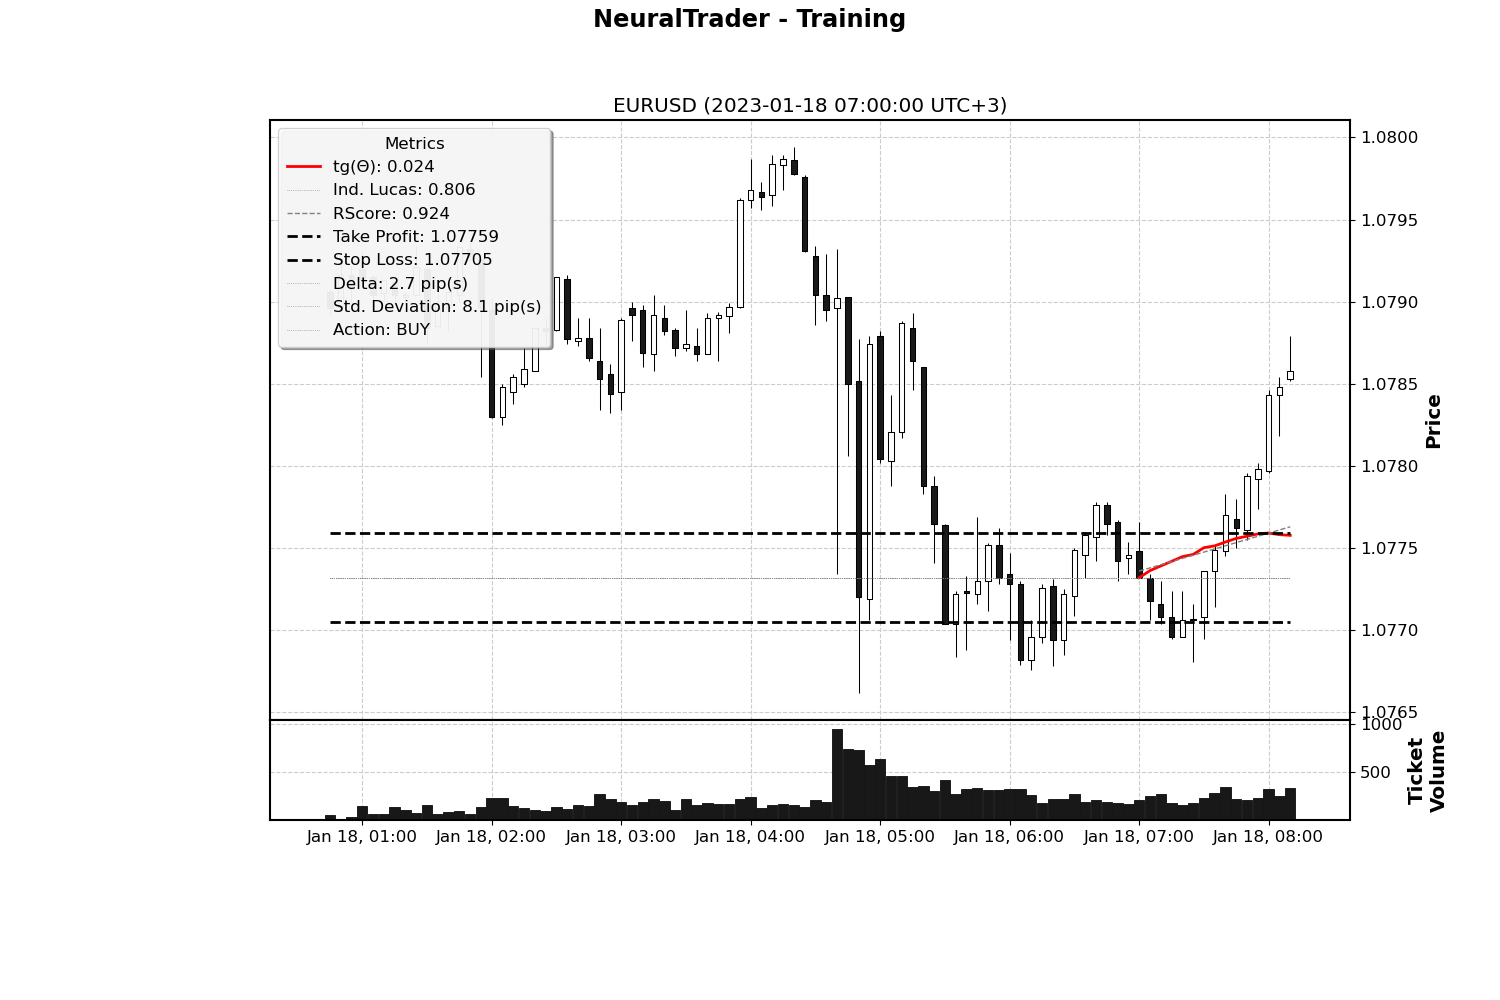 NeuralTrader - Training
EURUSD (2023-01-18 07:00:00 UTC+3)
Metrics
tg(Θ): 0.024
Ind. Lucas: 0.806
RScore: 0.924
Take Profit: 1.07759
Stop Loss: 1.07705
Delta: 2.7 pip(s)
Std. Deviation: 8.1 pip(s)
Action: BUY
1.0800
1.0795
1.0790
1.0785
1.0780
1.0775
1.0770
1.0765
Price
1000
500
Ticket
Volume
Jan 18, 01:00
Jan 18, 02:00
Jan 18, 03:00
Jan 18, 04:00
Jan 18, 05:00
Jan 18, 06:00
Jan 18, 07:00
Jan 18, 08:00